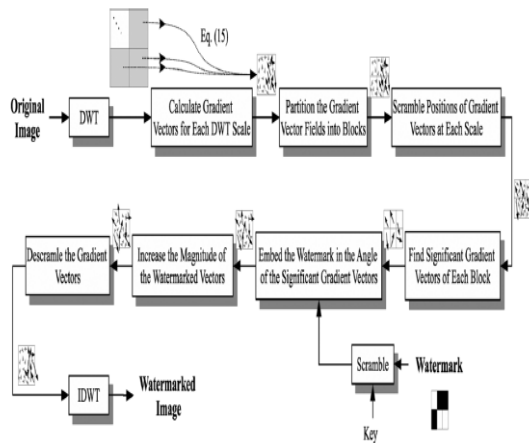 Eq. (15)
Original
Image
DWT
Calculate Gradient
Vectors for Each DWT Scale
Partition the Gradient
Vector Fields into Blocks
Scramble Positions of Gradient
Vectors at Each Scale
Descramle the Gradient
Vectors
Increase the Magnitude of
the Watermarked Vectors
Embed the Watermark in the Angle
of the Significant Gradient Vectors
Find Significant Gradient
Vectors of Each Block
Scramble
Watermark
IDWT
Watermarked
Image
Key